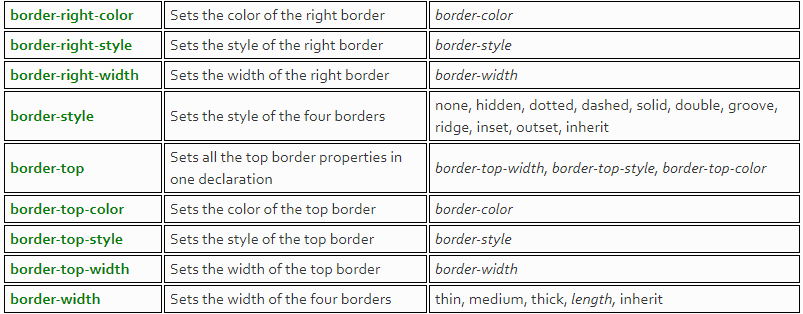 border-right-color Sets the color of the right border border-color
border-right-style Sets the style of the right border border-style
border-right-width Sets the width of the right border border-width
border-style Sets the style of the four borders none, hidden, dotted, dashed, solid, double, groove,
ridge, inset, outset, inherit
border-top Sets all the top border properties in
one declaration border-top-width, border-top-style, border-top-color
border-top-color Sets the color of the top border border-color
border-top-style Sets the style of the top border border-style
border-top-width Sets the width of the top border border-width
border-width Sets the width of the four borders thin, medium, thick, length, inherit